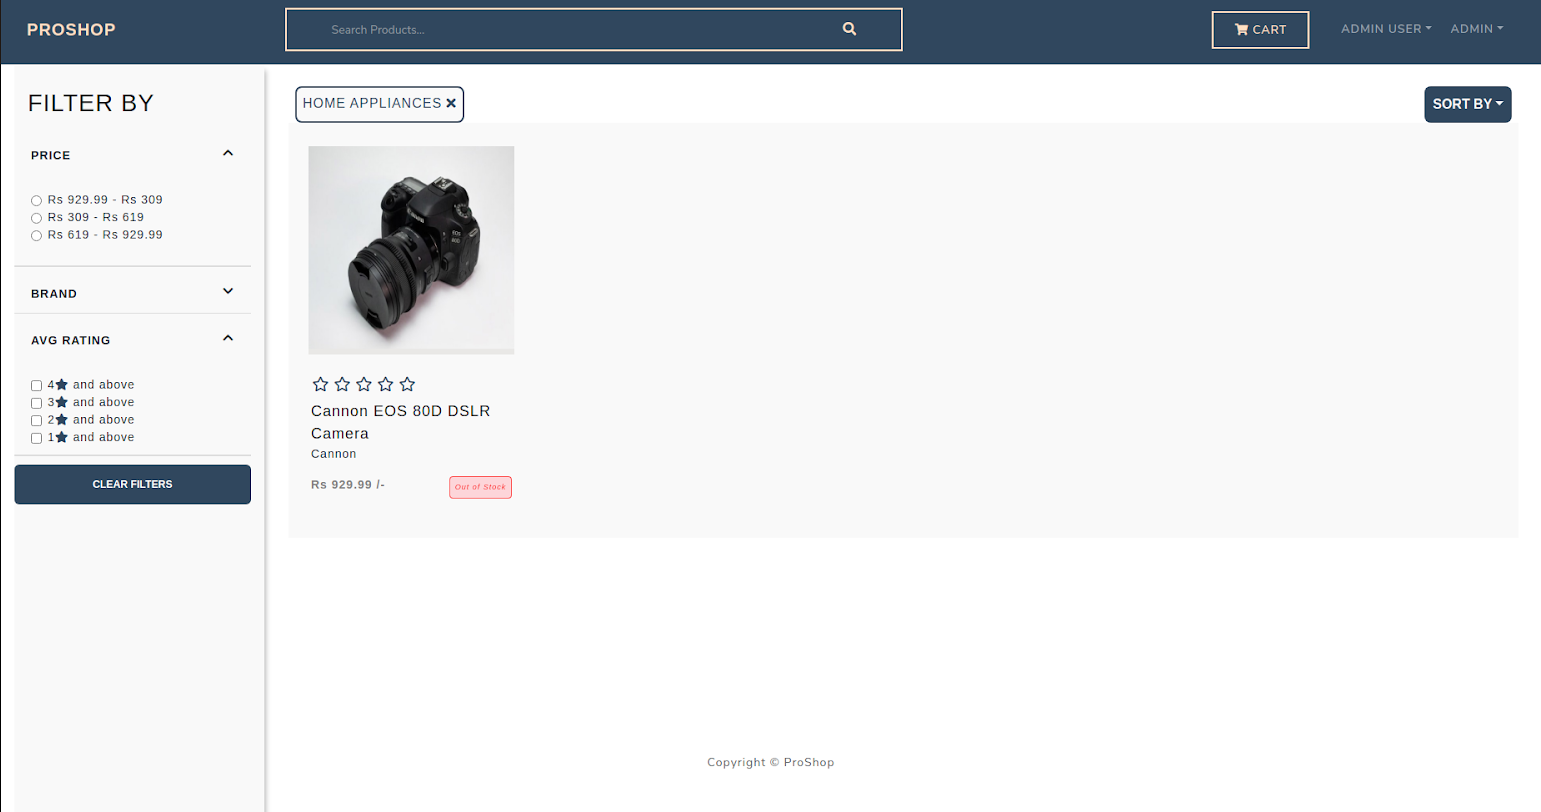 PROSHOP
Search Products...
CART
ADMIN USER
ADMIN
FILTER BY
PRICE
Rs 929.99 - Rs 309
Rs 309 - Rs 619
Rs 619 - Rs 929.99
BRAND
AVG RATING
4★ and above
3★ and above
2★ and above
1★ and above
CLEAR FILTERS
HOME APPLIANCES ✖
SORT BY
EOS
80D
Cannon EOS 80D DSLR
Camera
Cannon
Rs 929.99 /-
Out of Stock
Copyright © ProShop